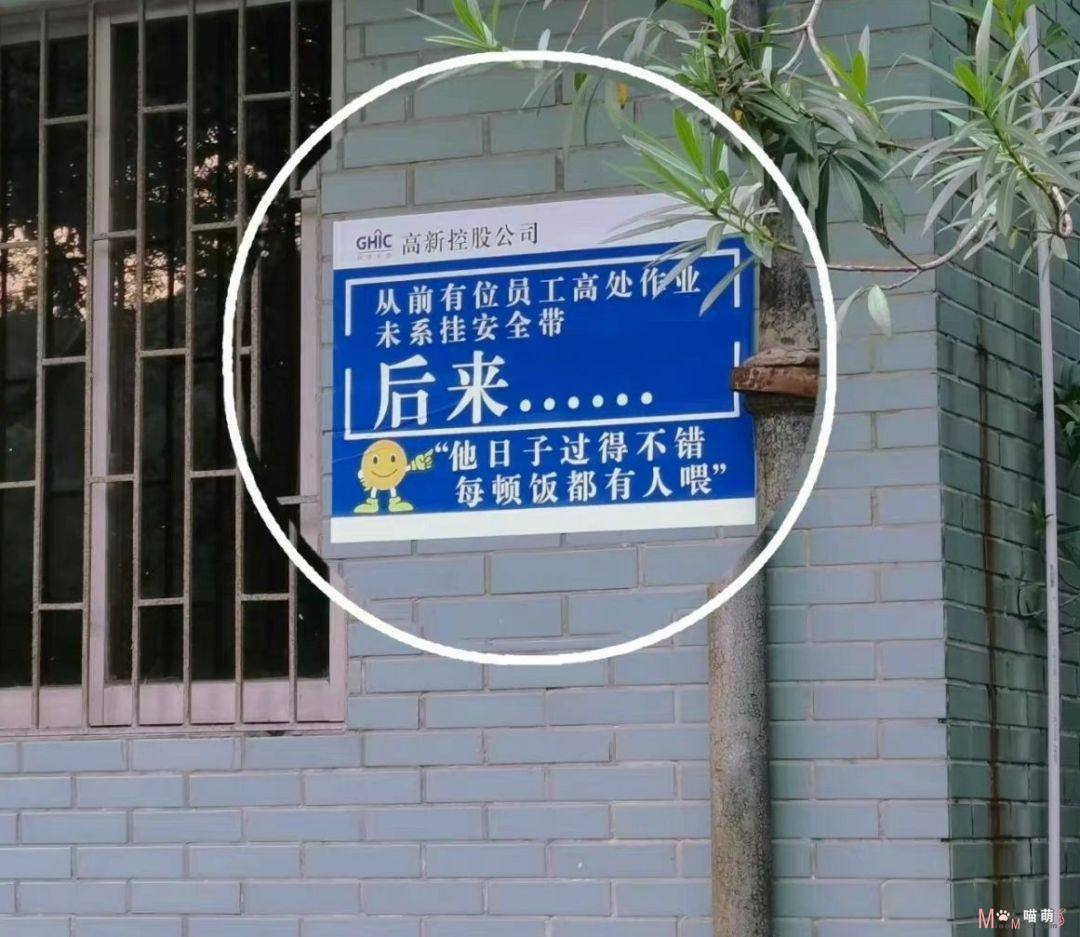 GHIC 高新控股公司
从前有位员工高处作业
未系挂安全带
后来......
“他日子过得不错
每顿饭都有人喂”
喵萌